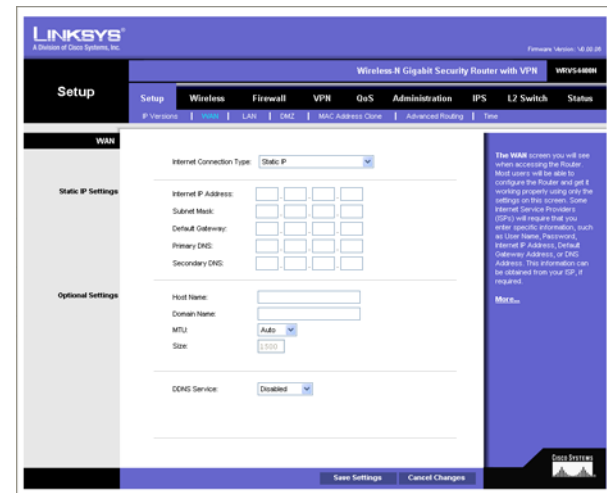 LINKSYS®
A Division of Cisco Systems, Inc.
Firmware Version: V0.00.08
Wireless-N Gigabit Security Router with VPN WRVS4400N
Setup
Setup Wireless Firewall VPN QoS Administration IPS L2 Switch Status
IP Versions | WAN | LAN | DMZ | MAC Address Clone | Advanced Routing | Time
WAN
Internet Connection Type: Static IP
Static IP Settings
Internet IP Address:
Subnet Mask:
Default Gateway:
Primary DNS:
Secondary DNS:
Optional Settings
Host Name:
Domain Name:
MTU: Auto
Size: 1500
DDNS Service: Disabled
The WAN screen you will see
when accessing the Router.
Most users will be able to
configure the Router and get it
working properly using only the
settings on this screen. Some
Internet Service Providers
(ISPs) will require that you
enter specific information, such
as User Name, Password,
Internet IP Address, Default
Gateway Address, or DNS
Address. This information can
be obtained from your ISP, if
required.
More...
Save Settings Cancel Changes
CISCO SYSTEMS